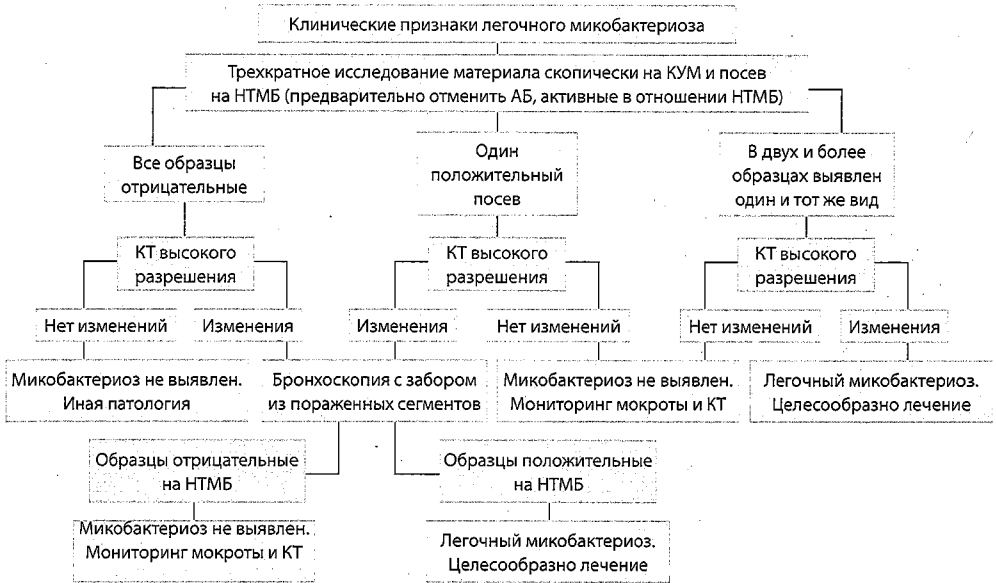 Клинические признаки легочного микобактериоза
Трехкратное исследование материала скопически на КУМ и посев
на НТМБ (предварительно отменить АБ, активные в отношении НТМБ)
Все образцы
отрицательные
Один
положительный
посев
В двух и более
образцах выявлен
один и тот же вид
КТ высокого
разрешения
КТ высокого
разрешения
КТ высокого
разрешения
Нет изменений
Изменения
Изменения
Нет изменений
Нет изменений
Изменения
Микобактериоз не выявлен.
Иная патология
Бронхоскопия с забором
из пораженных сегментов
Микобактериоз не выявлен.
Мониторинг мокроты и КТ
Легочный микобактериоз.
Целесообразно лечение
Образцы отрицательные
на НТМБ
Образцы положительные
на НТМБ
Микобактериоз не выявлен.
Мониторинг мокроты и КТ
Легочный микобактериоз.
Целесообразно лечение